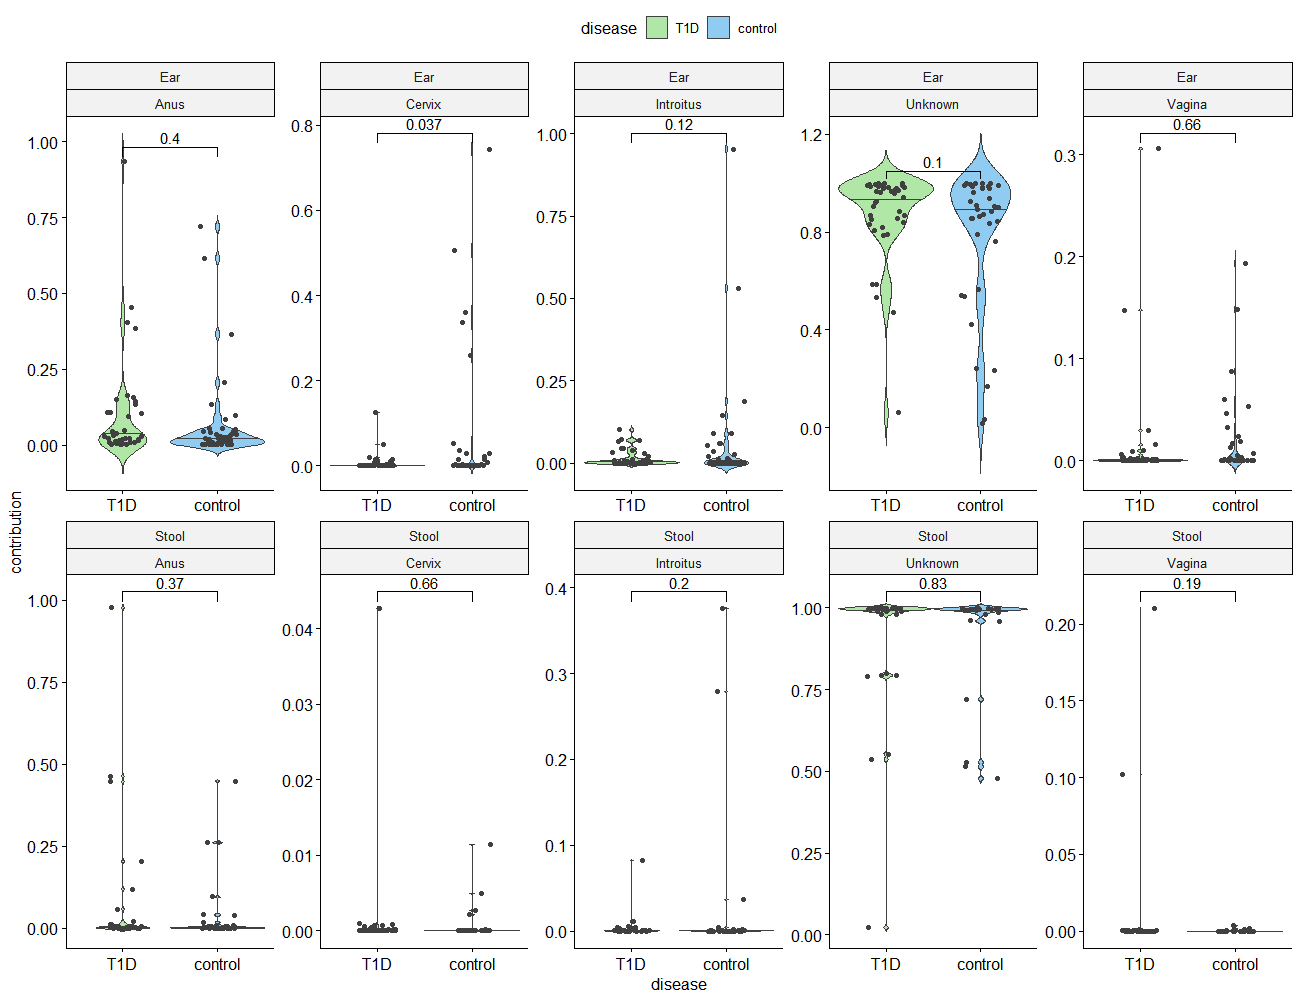 disease T1D control
Ear Ear Ear Ear Ear
Anus Cervix Introitus Unknown Vagina
0.4 0.037 0.12 0.1 0.66
1.00 0.8 1.00 1.2 0.3
0.75 0.6 0.75 0.8 0.2
0.50 0.4 0.50 0.4 0.1
0.25 0.2 0.25 0.0 0.0
0.00 0.0 0.00
T1D control T1D control T1D control T1D control T1D control
contribution
Stool Stool Stool Stool Stool
Anus Cervix Introitus Unknown Vagina
0.37 0.66 0.2 0.83 0.19
1.00 0.04 0.4 1.00 0.20
0.75 0.03 0.3 0.75 0.15
0.50 0.02 0.2 0.50 0.10
0.25 0.01 0.1 0.25 0.05
0.00 0.00 0.0 0.00 0.00
T1D control T1D control T1D control T1D control T1D control
disease